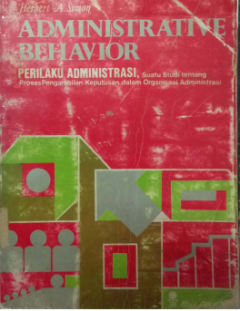 Herbert A. Simon
ADMINISTRATIVE
BEHAVIOR
PERILAKU ADMINISTRASI, Suatu Studi tentang
Proses Pengambilan Keputusan dalam Organisasi Administrasi